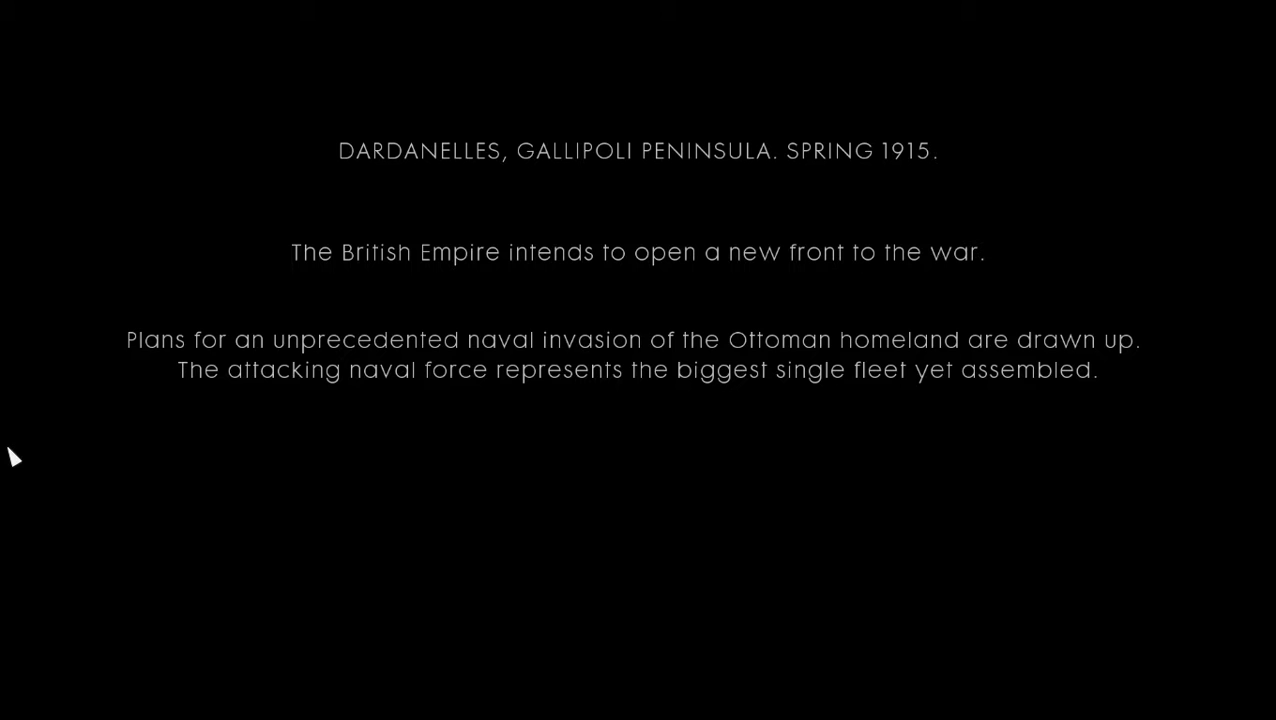 DARDANELLES, GALLIPOLI PENINSULA. SPRING 1915.
The British Empire intends to open a new front to the war.
Plans for an unprecedented naval invasion of the Ottoman homeland are drawn up.
The attacking naval force represents the biggest single fleet yet assembled.